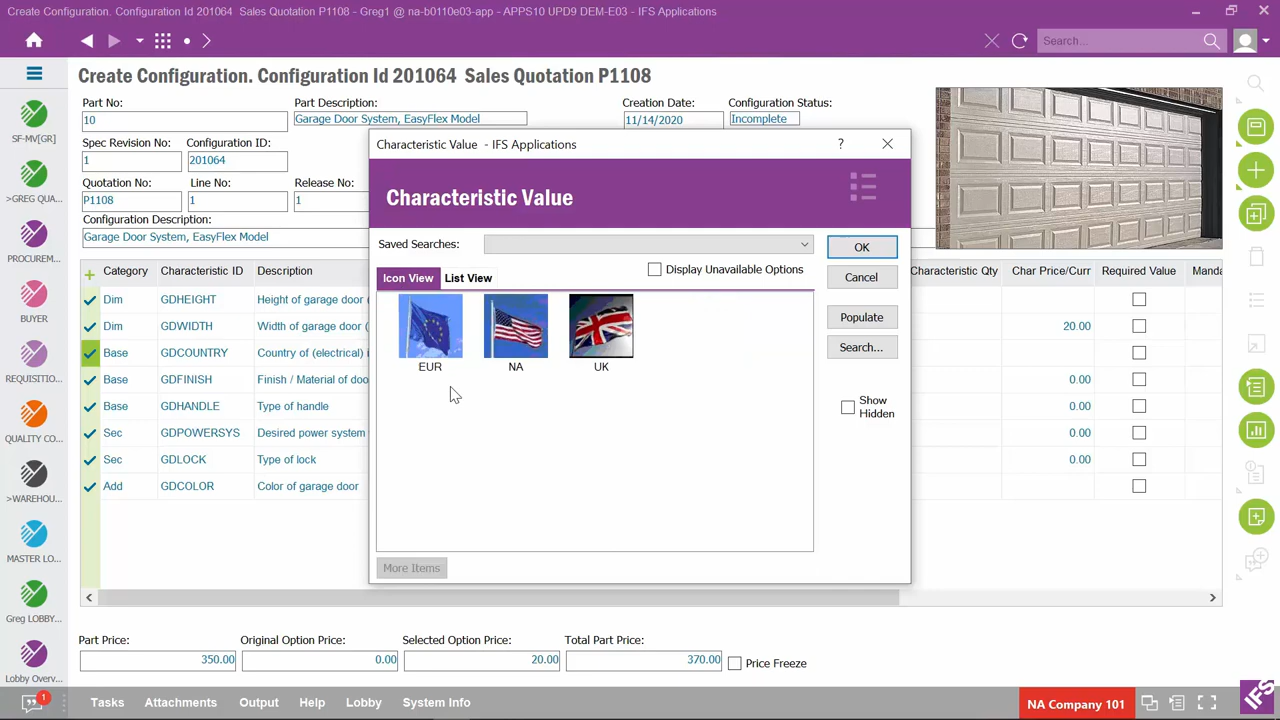 Create Configuration. Configuration Id 201064 Sales Quotation P1108 - Greg1 @ na-b0110e03-app - APPS10 UPD9 DEM-E03 - IFS Applications
Search...
Create Configuration. Configuration Id 201064 Sales Quotation P1108
Part No:
10
Part Description:
Garage Door System, EasyFlex Model
Creation Date:
11/14/2020
Configuration Status:
Incomplete
Spec Revision No:
1
Configuration ID:
201064
Quotation No:
P1108
Line No:
1
Release No:
1
Configuration Description:
Garage Door System, EasyFlex Model
Category Characteristic ID Description Characteristic Qty Char Price/Curr Required Value Manda
Dim GDHEIGHT Height of garage door (
Dim GDWIDTH Width of garage door ( 20.00
Base GDCOUNTRY Country of (electrical) i
Base GDFINISH Finish / Material of doo 0.00
Base GDHANDLE Type of handle 0.00
Sec GDPOWERSYS Desired power system 0.00
Sec GDLOCK Type of lock 0.00
Add GDCOLOR Color of garage door
Characteristic Value - IFS Applications
?
Characteristic Value
Saved Searches:
OK
Display Unavailable Options
Cancel
Icon View List View
EUR NA UK
Populate
Search...
Show
Hidden
More Items
SF-MV[GR]
>GREG QUA...
PROCUREM...
BUYER
REQUISITIO...
QUALITY CO...
>WAREHOU...
MASTER LO...
Greg LOBBY...
Lobby Overv...
Part Price:
350.00
Original Option Price:
0.00
Selected Option Price:
20.00
Total Part Price:
370.00
Price Freeze
1
Tasks Attachments Output Help Lobby System Info
NA Company 101
IFS